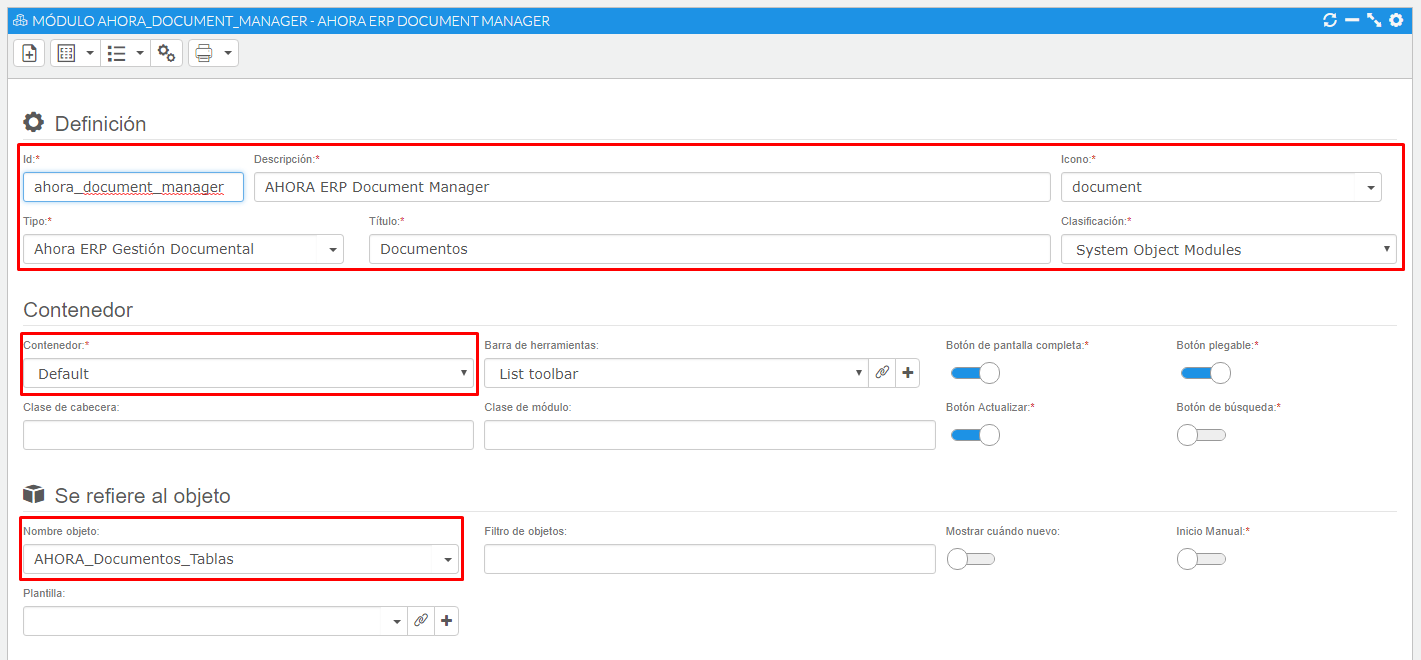 MÓDULO AHORA_DOCUMENT_MANAGER - AHORA ERP DOCUMENT MANAGER
Definición
Id:* Descripción:* Icono:*
ahora_document_manager AHORA ERP Document Manager document
Tipo:* Título:* Clasificación:*
Ahora ERP Gestión Documental Documentos System Object Modules
Contenedor
Contenedor:* Barra de herramientas: Botón de pantalla completa:* Botón plegable:*
Default List toolbar
Clase de cabecera: Clase de módulo: Botón Actualizar:* Botón de búsqueda:*
Se refiere al objeto
Nombre objeto: Filtro de objetos: Mostrar cuándo nuevo: Inicio Manual:*
AHORA_Documentos_Tablas
Plantilla: